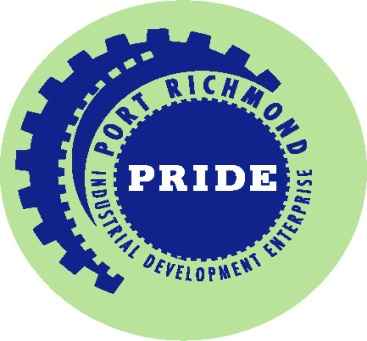 PORT RICHMOND
PRIDE
INDUSTRIAL DEVELOPMENT ENTERPRISE